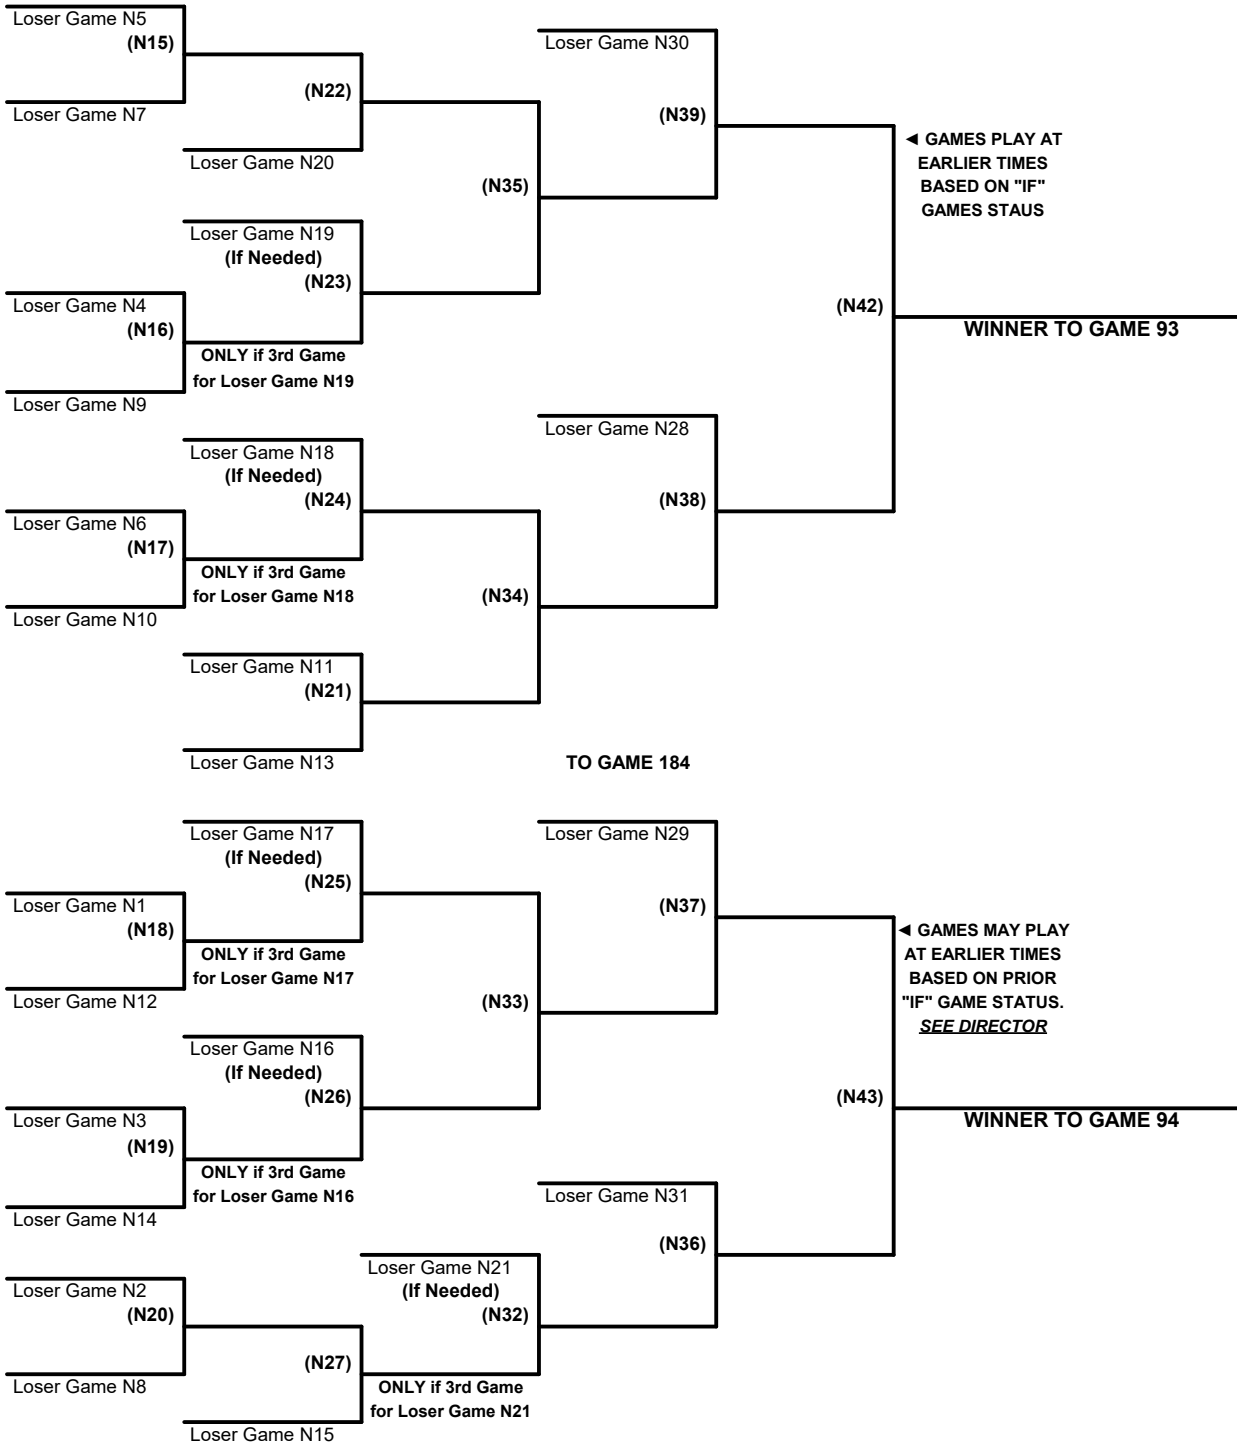 Loser Game N5
(N15)
Loser Game N7
(N22)
Loser Game N20
(N35)
Loser Game N19
(If Needed)
(N23)
Loser Game N4
(N16)
ONLY if 3rd Game
for Loser Game N19
Loser Game N9
Loser Game N30
(N39)
◄ GAMES PLAY AT
EARLIER TIMES
BASED ON "IF"
GAMES STAUS
(N42)
WINNER TO GAME 93
Loser Game N18
(If Needed)
(N24)
Loser Game N6
(N17)
ONLY if 3rd Game
for Loser Game N18
Loser Game N10
(N34)
Loser Game N28
(N38)
Loser Game N11
(N21)
Loser Game N13
TO GAME 184
Loser Game N17
(If Needed)
(N25)
Loser Game N1
(N18)
ONLY if 3rd Game
for Loser Game N17
Loser Game N12
(N33)
Loser Game N29
(N37)
◄ GAMES MAY PLAY
AT EARLIER TIMES
BASED ON PRIOR
"IF" GAME STATUS.
SEE DIRECTOR
Loser Game N16
(If Needed)
(N26)
Loser Game N3
(N19)
ONLY if 3rd Game
for Loser Game N16
Loser Game N14
(N43)
WINNER TO GAME 94
Loser Game N31
(N36)
Loser Game N21
(If Needed)
(N32)
Loser Game N2
(N20)
Loser Game N8
(N27)
ONLY if 3rd Game
for Loser Game N21
Loser Game N15